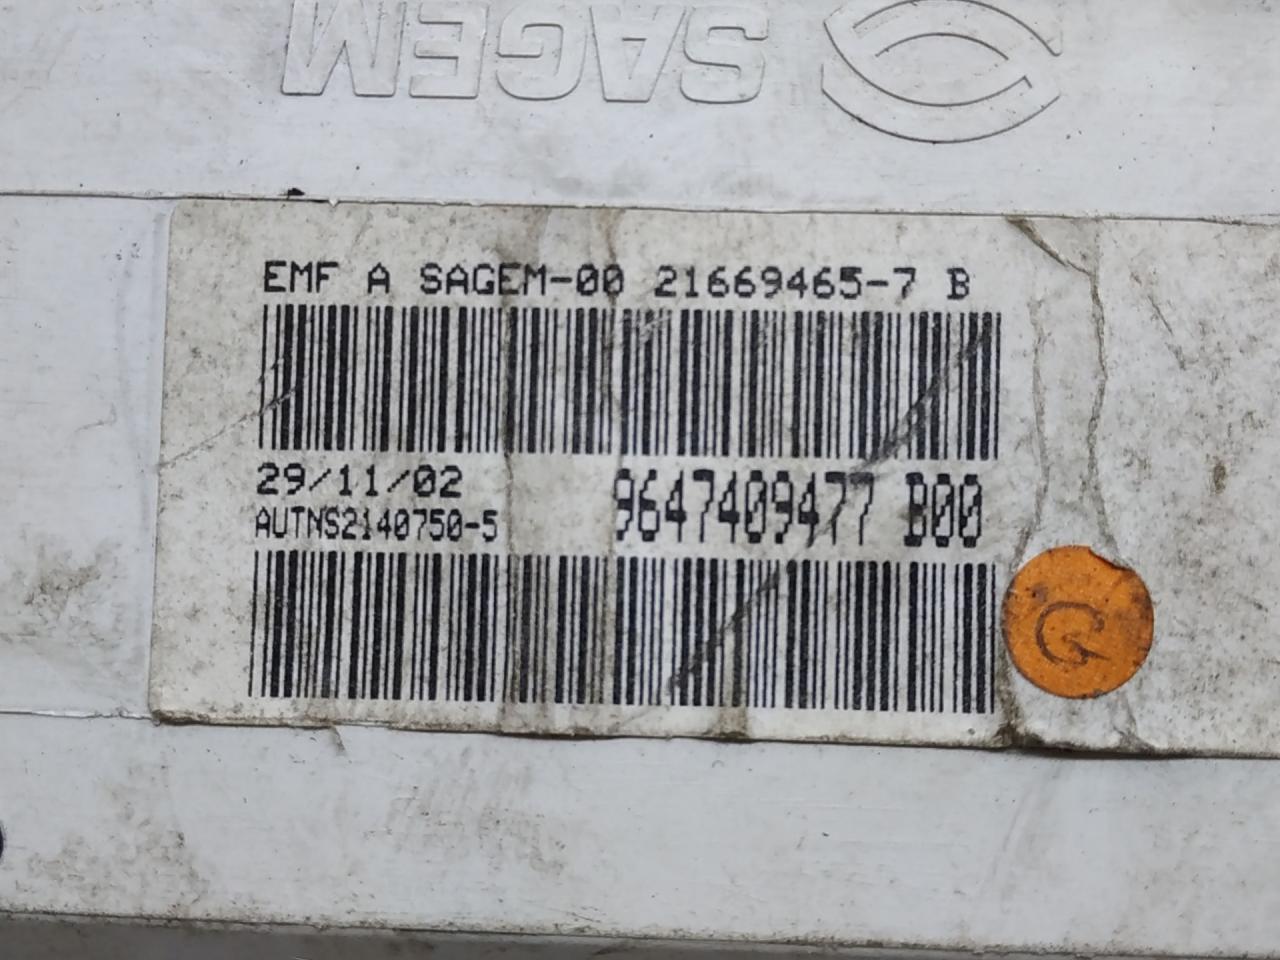 SAGEM
EMF A SAGEM-00 21669465-7 B
29/11/02
AUTNS2140750-5
9647409477 B00
G